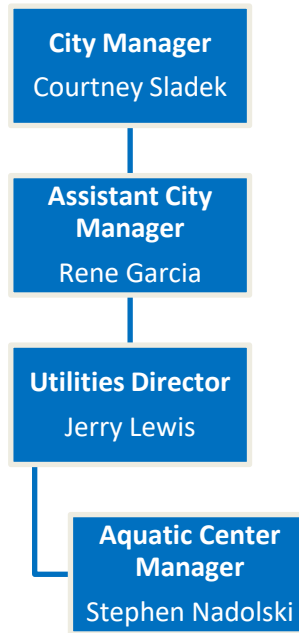 City Manager
Courtney Sladek
Assistant City
Manager
Rene Garcia
Utilities Director
Jerry Lewis
Aquatic Center
Manager
Stephen Nadolski